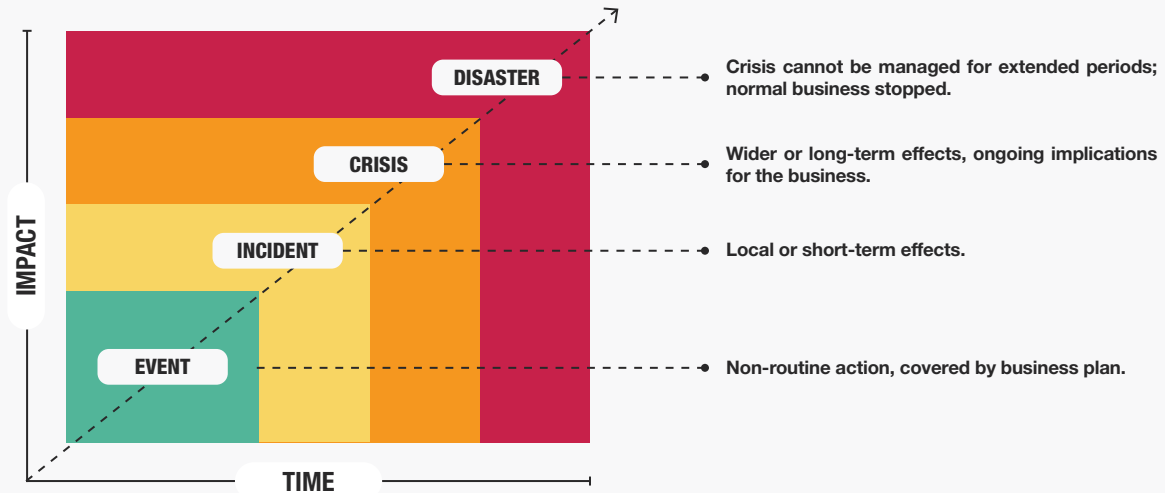 DISASTER
Crisis cannot be managed for extended periods;
normal business stopped.
CRISIS
Wider or long-term effects, ongoing implications
for the business.
IMPACT
INCIDENT
Local or short-term effects.
EVENT
Non-routine action, covered by business plan.
TIME